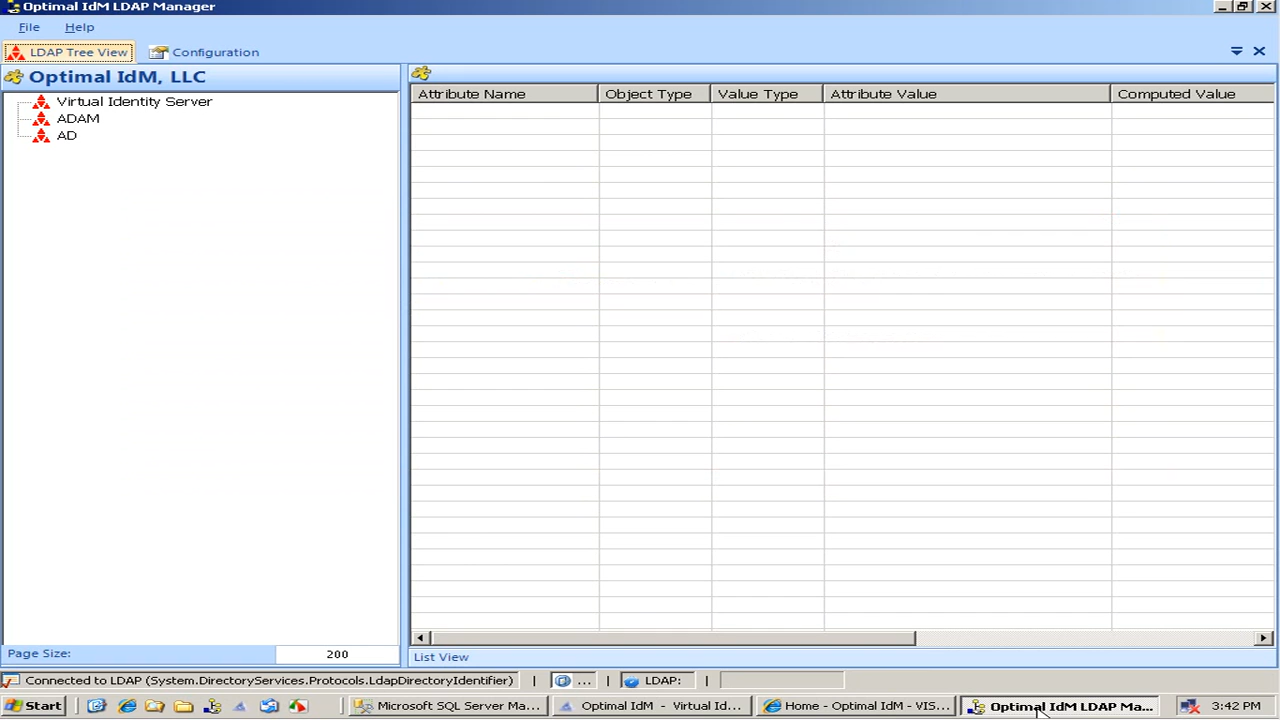 Optimal IdM LDAP Manager
File Help
LDAP Tree View Configuration
Optimal IdM, LLC
Virtual Identity Server
ADAM
AD
Attribute Name Object Type Value Type Attribute Value Computed Value
Page Size: 200
List View
Connected to LDAP (System.DirectoryServices.Protocols.LdapDirectoryIdentifier) | ... | LDAP: |
Start Microsoft SQL Server Ma... Optimal IdM - Virtual Id... Home - Optimal IdM - VIS... Optimal IdM LDAP Ma... 3:42 PM